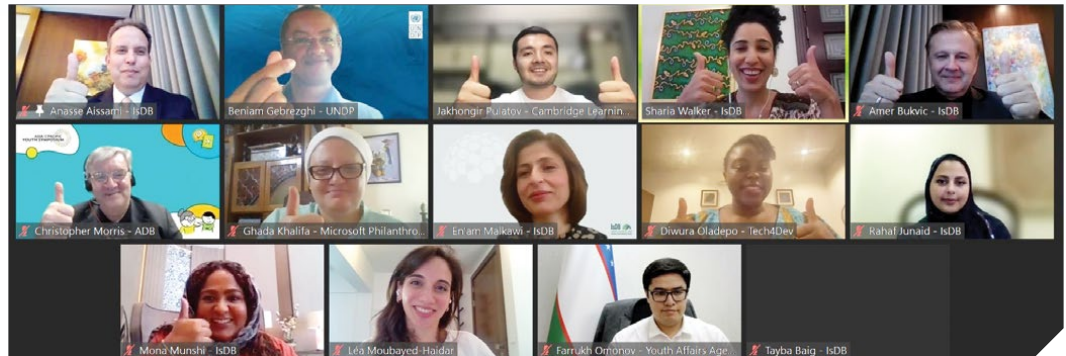 Anasse Aissami - IsDB
Beniam Gebrezghi - UNDP
Jakhongir Pulatov - Cambridge Learnin...
Sharia Walker - IsDB
Amer Bukvic - IsDB
Christopher Morris - ADB
Ghada Khalifa - Microsoft Philanthro...
En'am Malkawi - IsDB
Diwura Oladepo - Tech4Dev
Rahaf Junaid - IsDB
Mona Munshi - IsDB
Léa Moubayed-Haidar
Farrukh Omonov - Youth Affairs Age...
Tayba Baig - IsDB